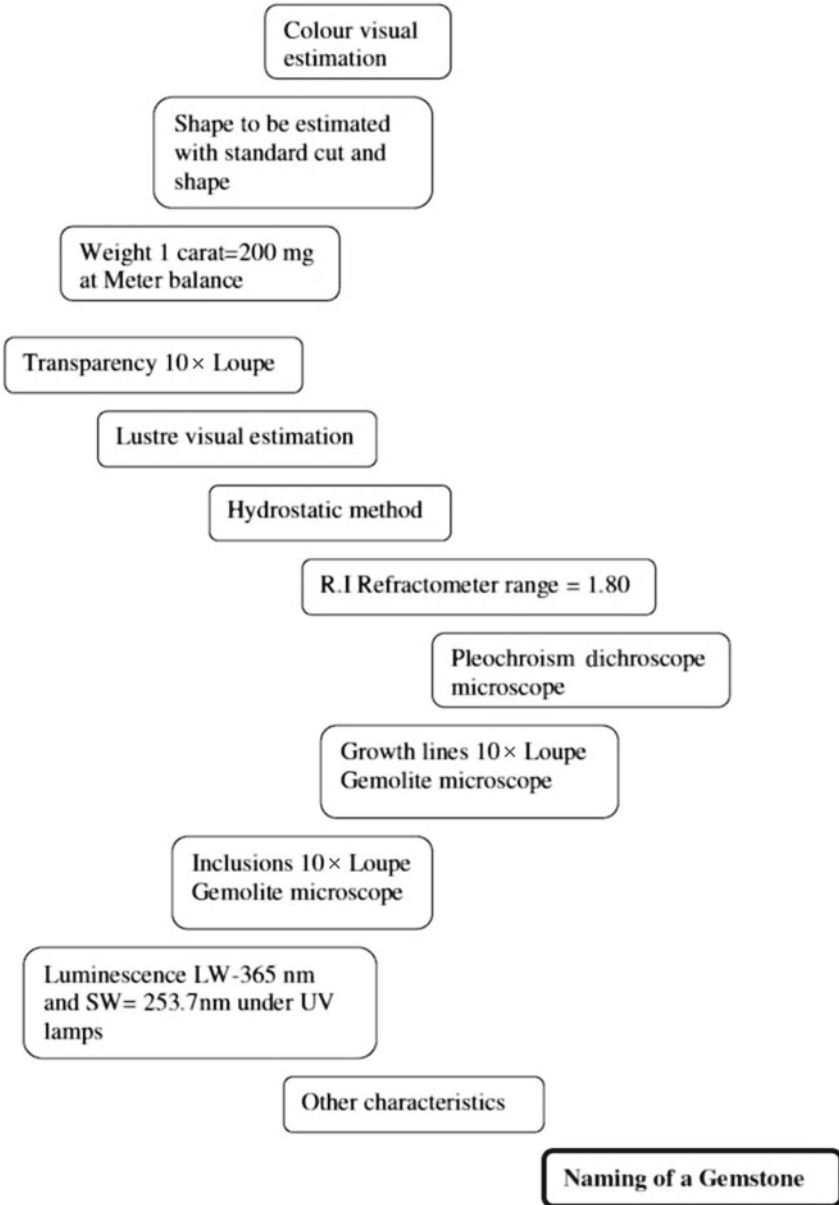 Colour visual
estimation
Shape to be estimated
with standard cut and
shape
Weight 1 carat=200 mg
at Meter balance
Transparency 10× Loupe
Lustre visual estimation
Hydrostatic method
R.I Refractometer range = 1.80
Pleochroism dichroscope
microscope
Growth lines 10× Loupe
Gemolite microscope
Inclusions 10× Loupe
Gemolite microscope
Luminescence LW-365 nm
and SW= 253.7nm under UV
lamps
Other characteristics
Naming of a Gemstone